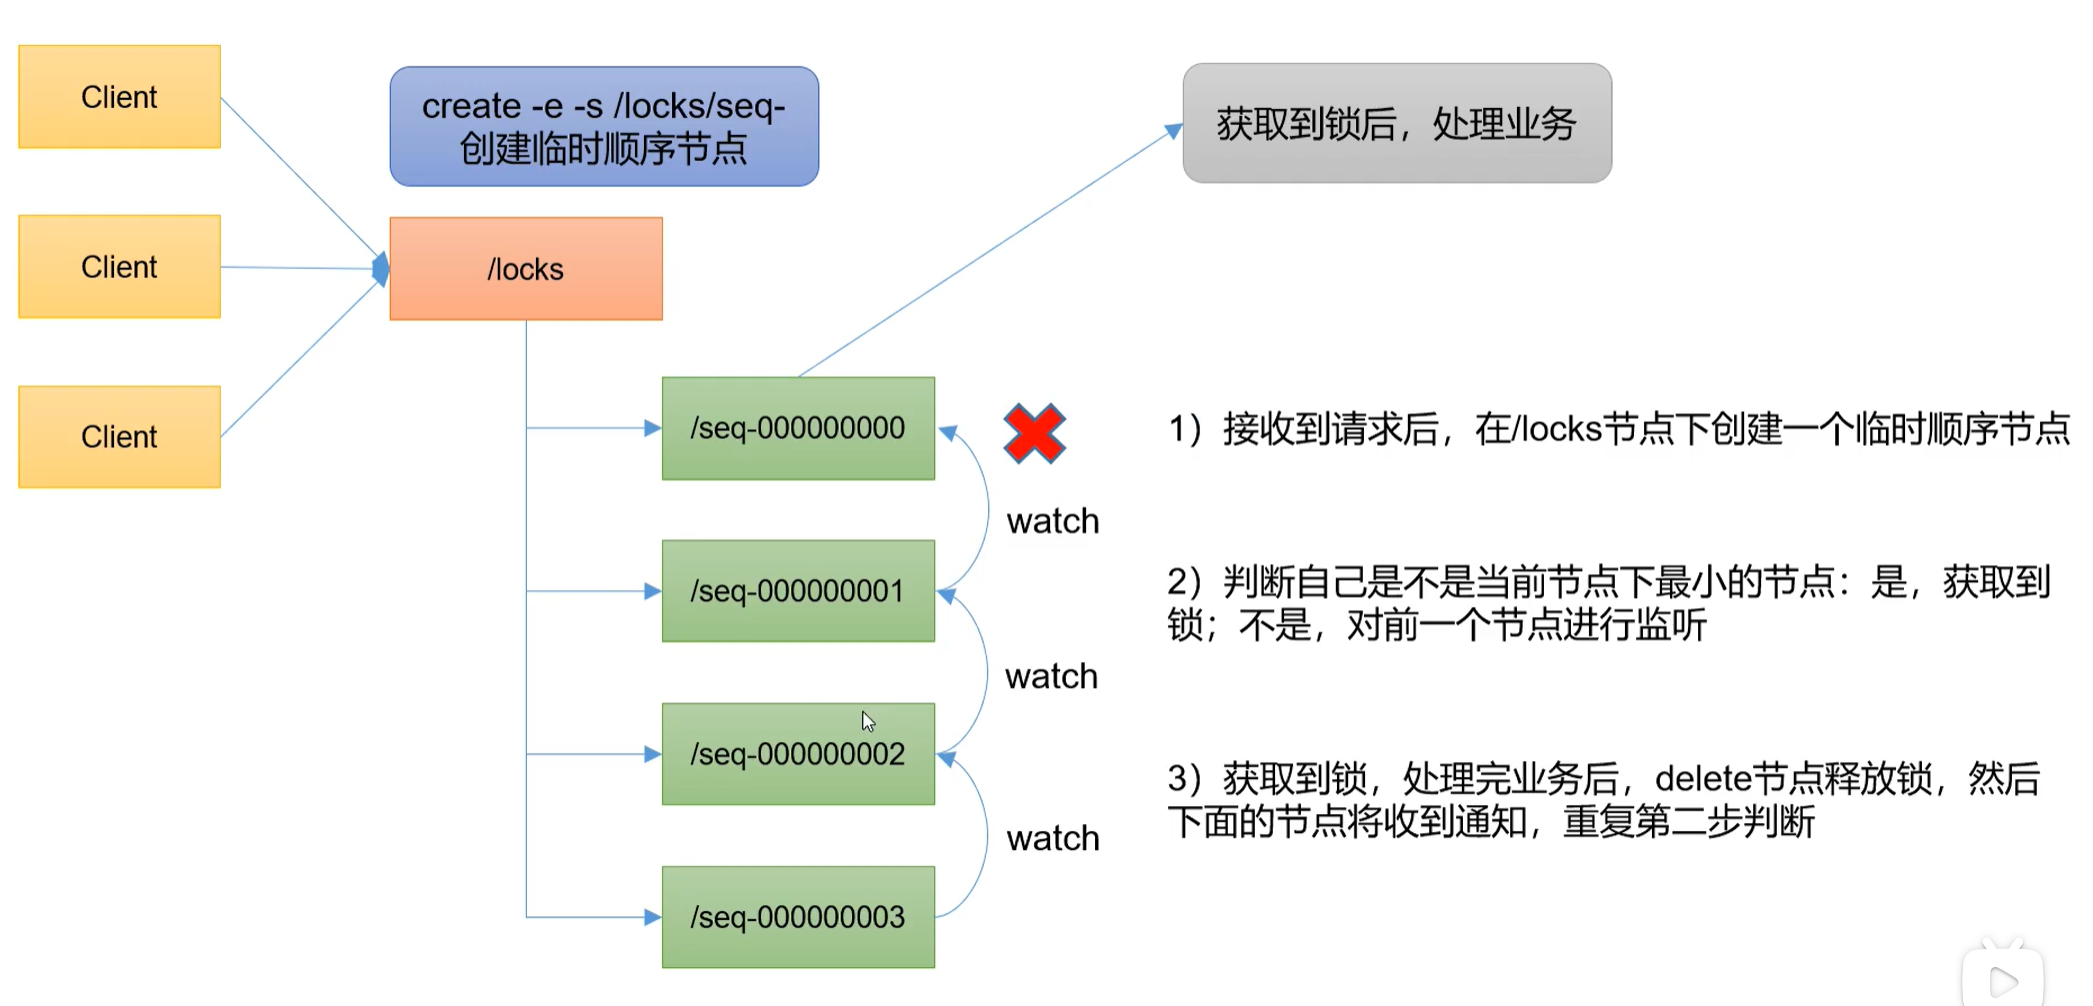 Client
create -e -s /locks/seq-
创建临时顺序节点
获取到锁后，处理业务
Client
/locks
Client
/seq-000000000
1）接收到请求后，在/locks节点下创建一个临时顺序节点
watch
/seq-000000001
2）判断自己是不是当前节点下最小的节点：是，获取到
锁；不是，对前一个节点进行监听
watch
/seq-000000002
3）获取到锁，处理完业务后，delete节点释放锁，然后
下面的节点将收到通知，重复第二步判断
watch
/seq-000000003